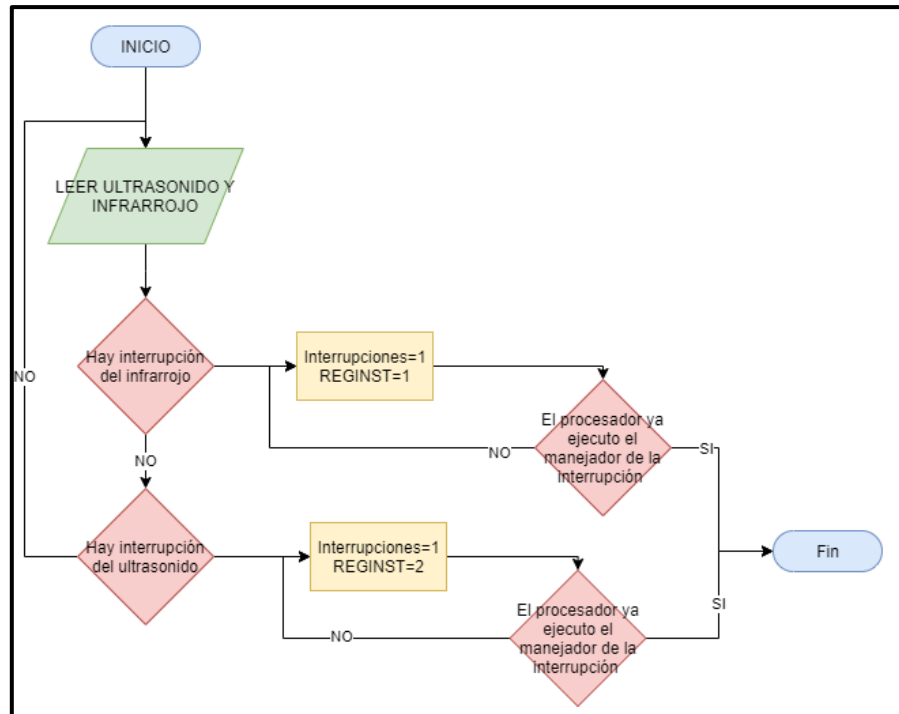 INICIO
LEER ULTRASONIDO Y
INFRARROJO
Hay interrupción
del infrarrojo
Interrupciones=1
REGINST=1
El procesador ya
ejecuto el
manejador de la
interrupción
NO
NO
SI
NO
Hay interrupción
del ultrasonido
Interrupciones=1
REGINST=2
El procesador ya
ejecuto el
manejador de la
interrupción
NO
SI
Fin